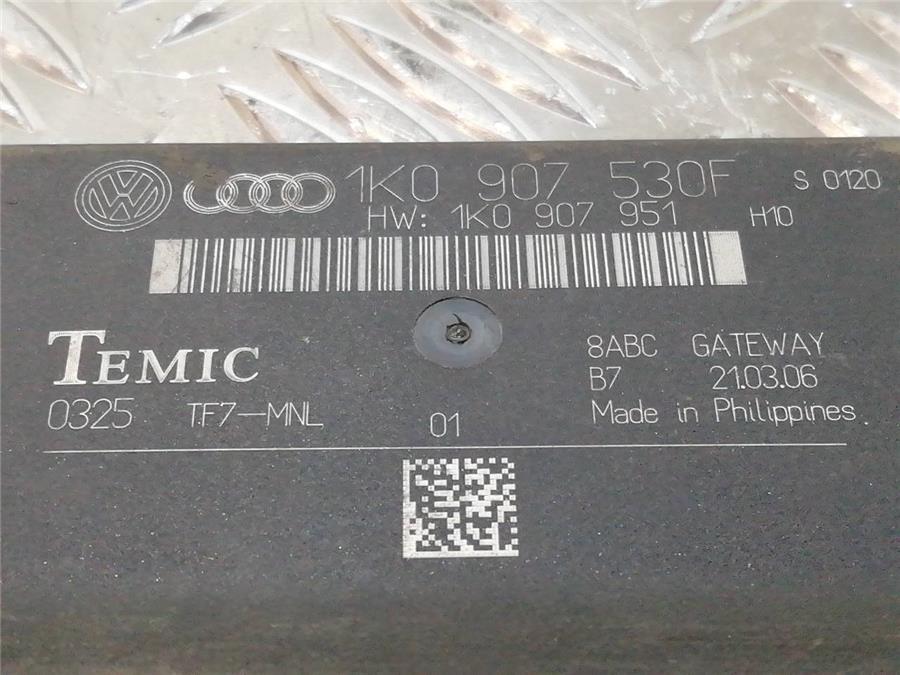 1K0 907 530F S 0120
HW: 1K0 907 951 H10
TEMIC
8ABC GATEWAY
B7 21.03.06
0325 T.F7-MNL 01 Made in Philippines